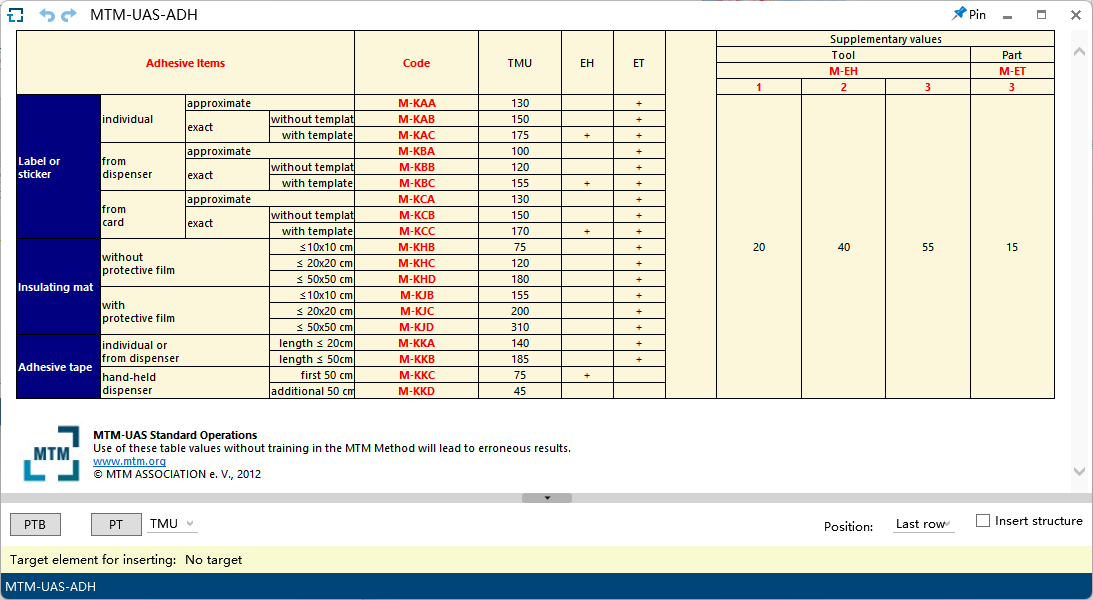 MTM-UAS-ADH
Pin
Adhesive Items Code TMU EH ET Supplementary values
Tool Part
M-EH M-ET
1 2 3 3
Label or sticker individual approximate M-KAA 130 +
exact without templat M-KAB 150 +
with template M-KAC 175 + +
from dispenser approximate M-KBA 100 +
exact without templat M-KBB 120 +
with template M-KBC 155 + +
from card approximate M-KCA 130 +
exact without templat M-KCB 150 +
with template M-KCC 170 + +
20 40 55 15
Insulating mat without protective film ≤10x10 cm M-KHB 75 +
≤ 20x20 cm M-KHC 120 +
≤ 50x50 cm M-KHD 180 +
with protective film ≤10x10 cm M-KJB 155 +
≤ 20x20 cm M-KJC 200 +
≤ 50x50 cm M-KJD 310 +
Adhesive tape individual or from dispenser length ≤ 20cm M-KKA 140 +
length ≤ 50cm M-KKB 185 +
hand-held dispenser first 50 cm M-KKC 75 +
additional 50 cm M-KKD 45
MTM
MTM-UAS Standard Operations
Use of these table values without training in the MTM Method will lead to erroneous results.
www.mtm.org
© MTM ASSOCIATION e. V., 2012
PTB PT TMU Position: Last row Insert structure
Target element for inserting: No target
MTM-UAS-ADH